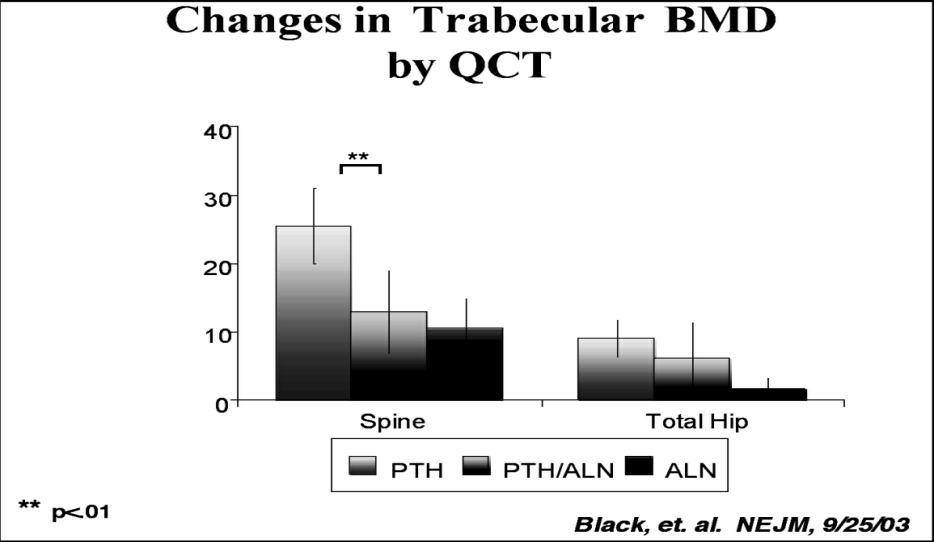 Changes in Trabecular BMD
by QCT
40
**
30
20
10
0
Spine Total Hip
PTH PTH/ALN ALN
** p<.01
Black, et. al. NEJM, 9/25/03